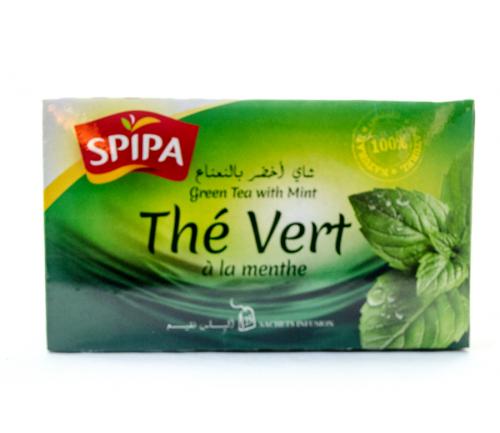 SPIPA
شاي أخضر بالنعناع
Green Tea with Mint
Thé Vert
à la menthe
100%
SACHETS INFUSION